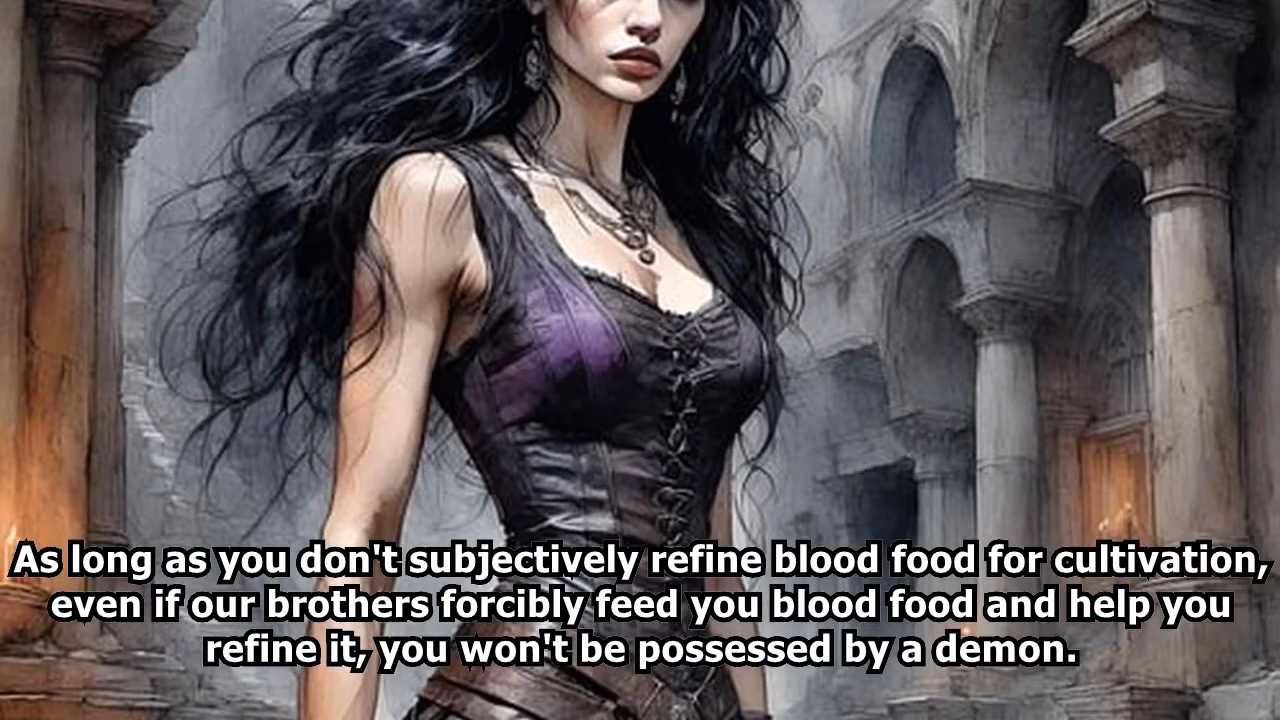 As long as you don't subjectively refine blood food for cultivation,
even if our brothers forcibly feed you blood food and help you
refine it, you won't be possessed by a demon.